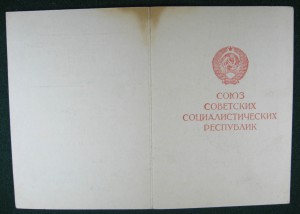 СОЮЗ
СОВЕТСКИХ
СОЦИАЛИСТИЧЕСКИХ
РЕСПУБЛИК